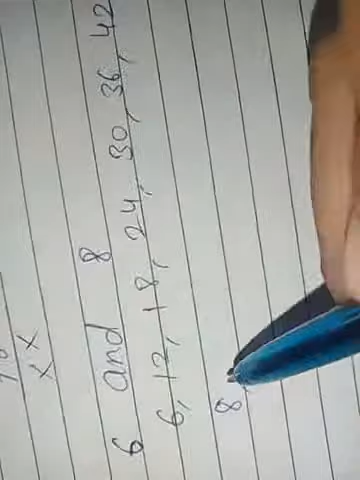 6 and 8
6, 12, 18, 24, 30, 36, 42
8